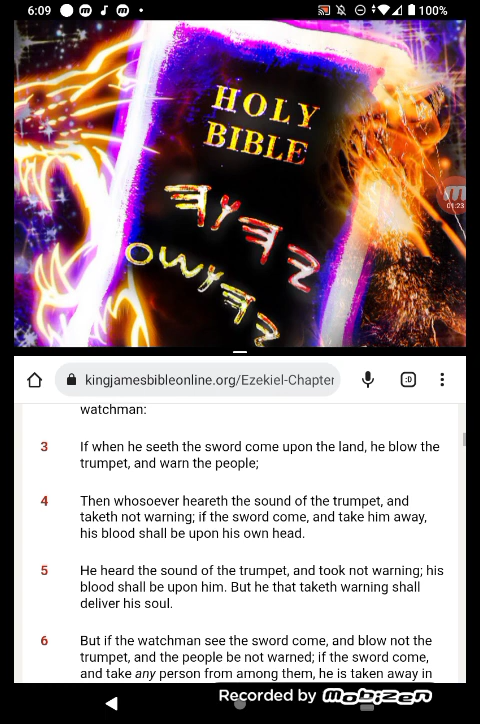 6:09 100%
HOLY
BIBLE
𐤉𐤄𐤅𐤄
𐤉𐤄𐤅𐤔𐤏
01:23
kingjamesbibleonline.org/Ezekiel-Chapter
:D
watchman:
3 If when he seeth the sword come upon the land, he blow the
trumpet, and warn the people;
4 Then whosoever heareth the sound of the trumpet, and
taketh not warning; if the sword come, and take him away,
his blood shall be upon his own head.
5 He heard the sound of the trumpet, and took not warning; his
blood shall be upon him. But he that taketh warning shall
deliver his soul.
6 But if the watchman see the sword come, and blow not the
trumpet, and the people be not warned; if the sword come,
and take any person from among them, he is taken away in
Recorded by mobizen